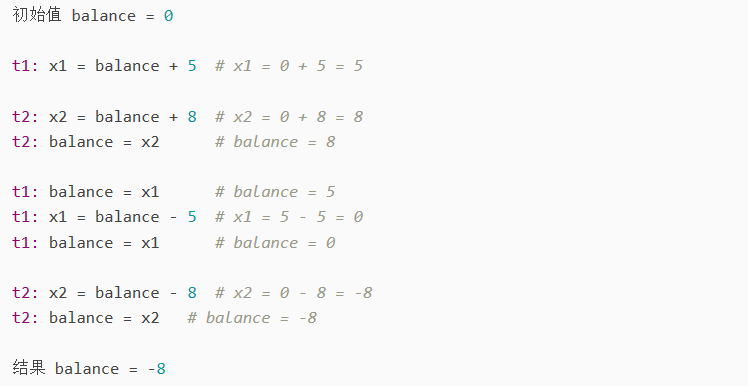 初始值 balance = 0
t1: x1 = balance + 5  # x1 = 0 + 5 = 5
t2: x2 = balance + 8  # x2 = 0 + 8 = 8
t2: balance = x2      # balance = 8
t1: balance = x1      # balance = 5
t1: x1 = balance - 5  # x1 = 5 - 5 = 0
t1: balance = x1      # balance = 0
t2: x2 = balance - 8  # x2 = 0 - 8 = -8
t2: balance = x2   # balance = -8
结果 balance = -8